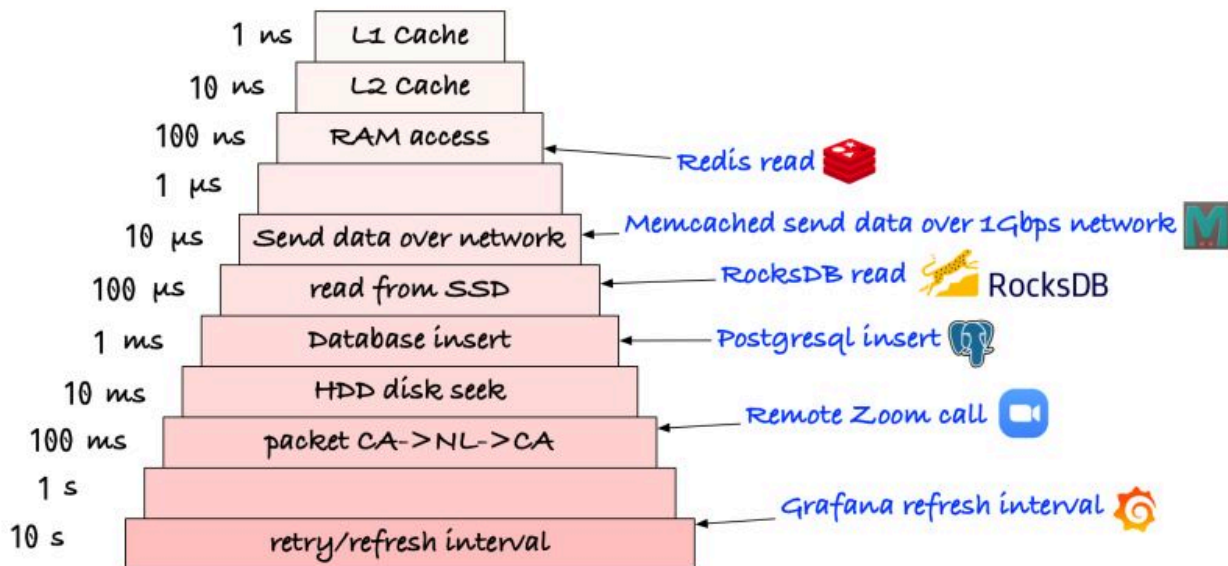 1 ns L1 Cache
10 ns L2 Cache
100 ns RAM access
Redis read
1 µs
10 µs Send data over network Memcached send data over 1Gbps network M
100 µs read from SSD RocksDB read RocksDB
1 ms Database insert Postgresql insert
10 ms HDD disk seek
100 ms packet CA->NL->CA Remote Zoom call
1 s
Grafana refresh interval
10 s retry/refresh interval